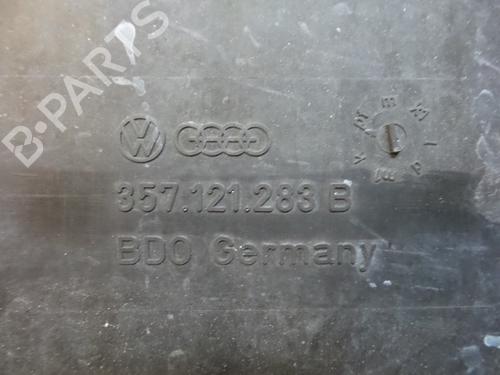 B-PARTS
VW
357.121.283 B
BDO Germany